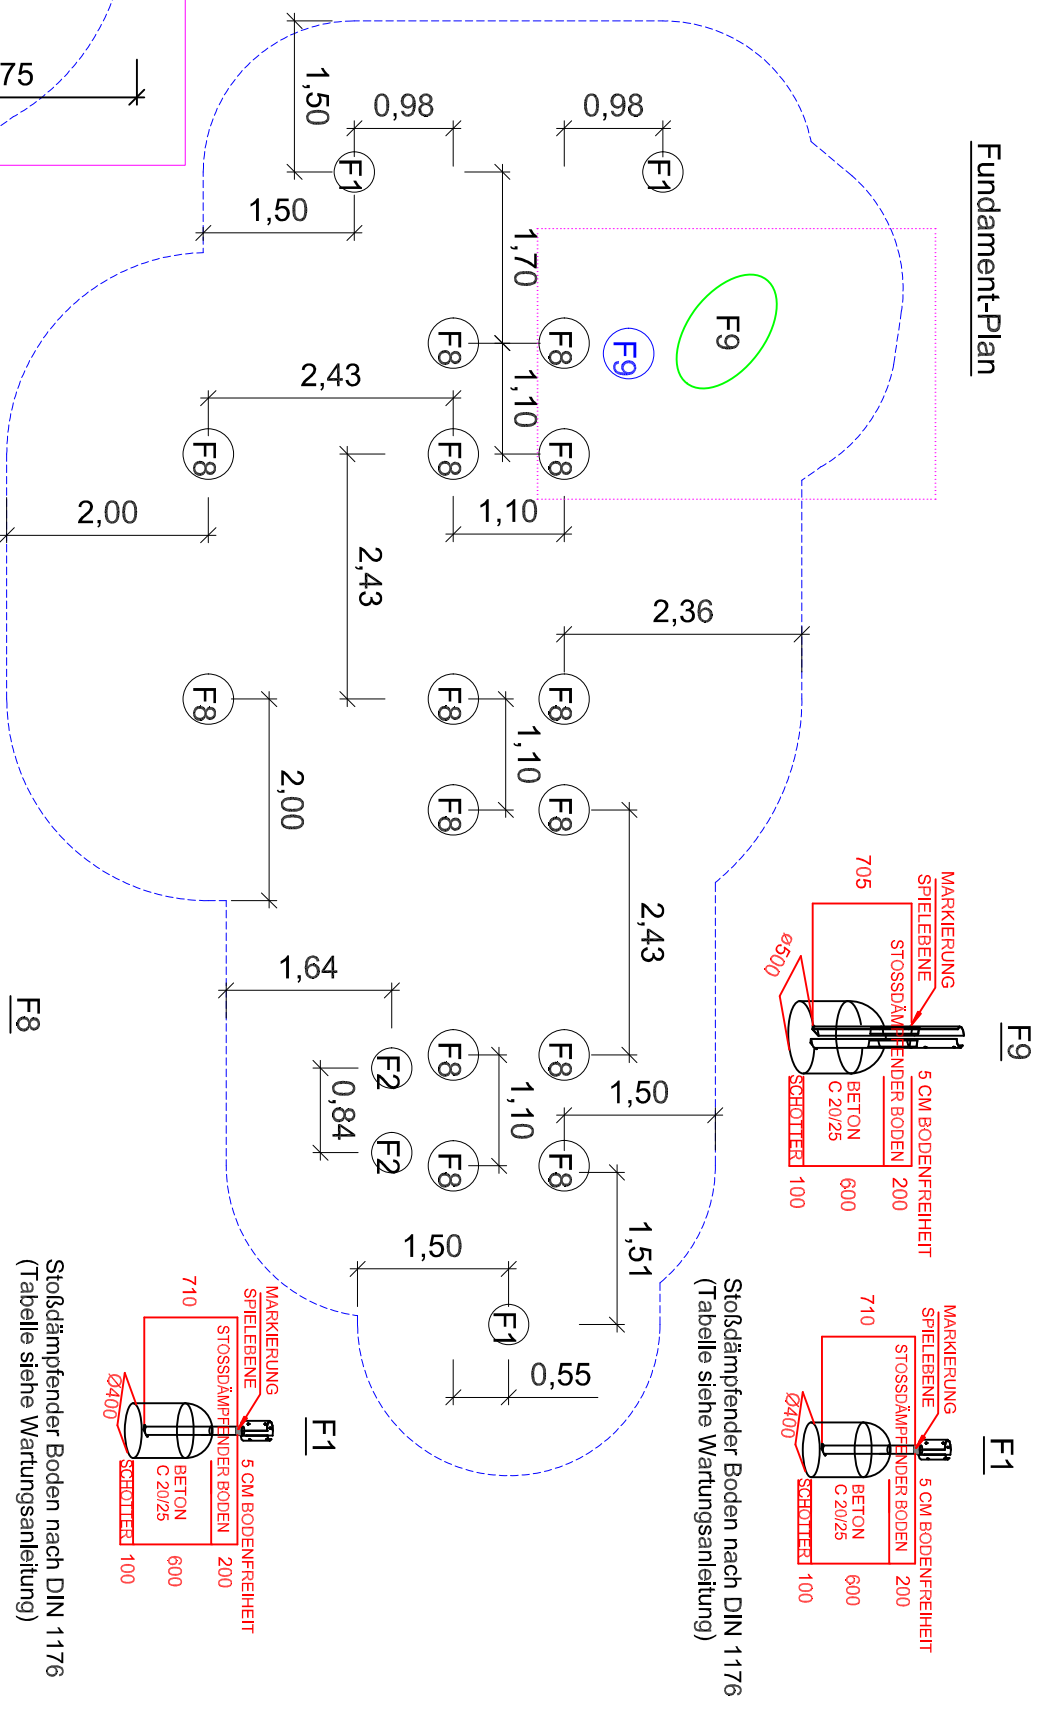 Fundament-Plan
75
1,50
0,98
0,98
F1
F1
1,50
1,70
F9
F9
F8
F8
1,10
2,43
F8
F8
F8
1,10
2,00
2,43
2,36
F8
F8
F8
1,10
2,00
F8
F8
2,43
1,64
F8
F8
F2
0,84
F2
1,10
1,50
F8
F8
1,51
1,50
F1
0,55
F9
MARKIERUNG
SPIELEBENE
705
STOSSDÄMPFENDER BODEN
5 CM BODENFREIHEIT
ø500
BETON
C 20/25
SCHOTTER
200
600
100
F1
MARKIERUNG
SPIELEBENE
710
STOSSDÄMPFENDER BODEN
5 CM BODENFREIHEIT
Ø400
BETON
C 20/25
SCHOTTER
200
600
100
Stoßdämpfender Boden nach DIN 1176
(Tabelle siehe Wartungsanleitung)
F8
F1
MARKIERUNG
SPIELEBENE
710
STOSSDÄMPFENDER BODEN
5 CM BODENFREIHEIT
Ø400
BETON
C 20/25
SCHOTTER
200
600
100
Stoßdämpfender Boden nach DIN 1176
(Tabelle siehe Wartungsanleitung)